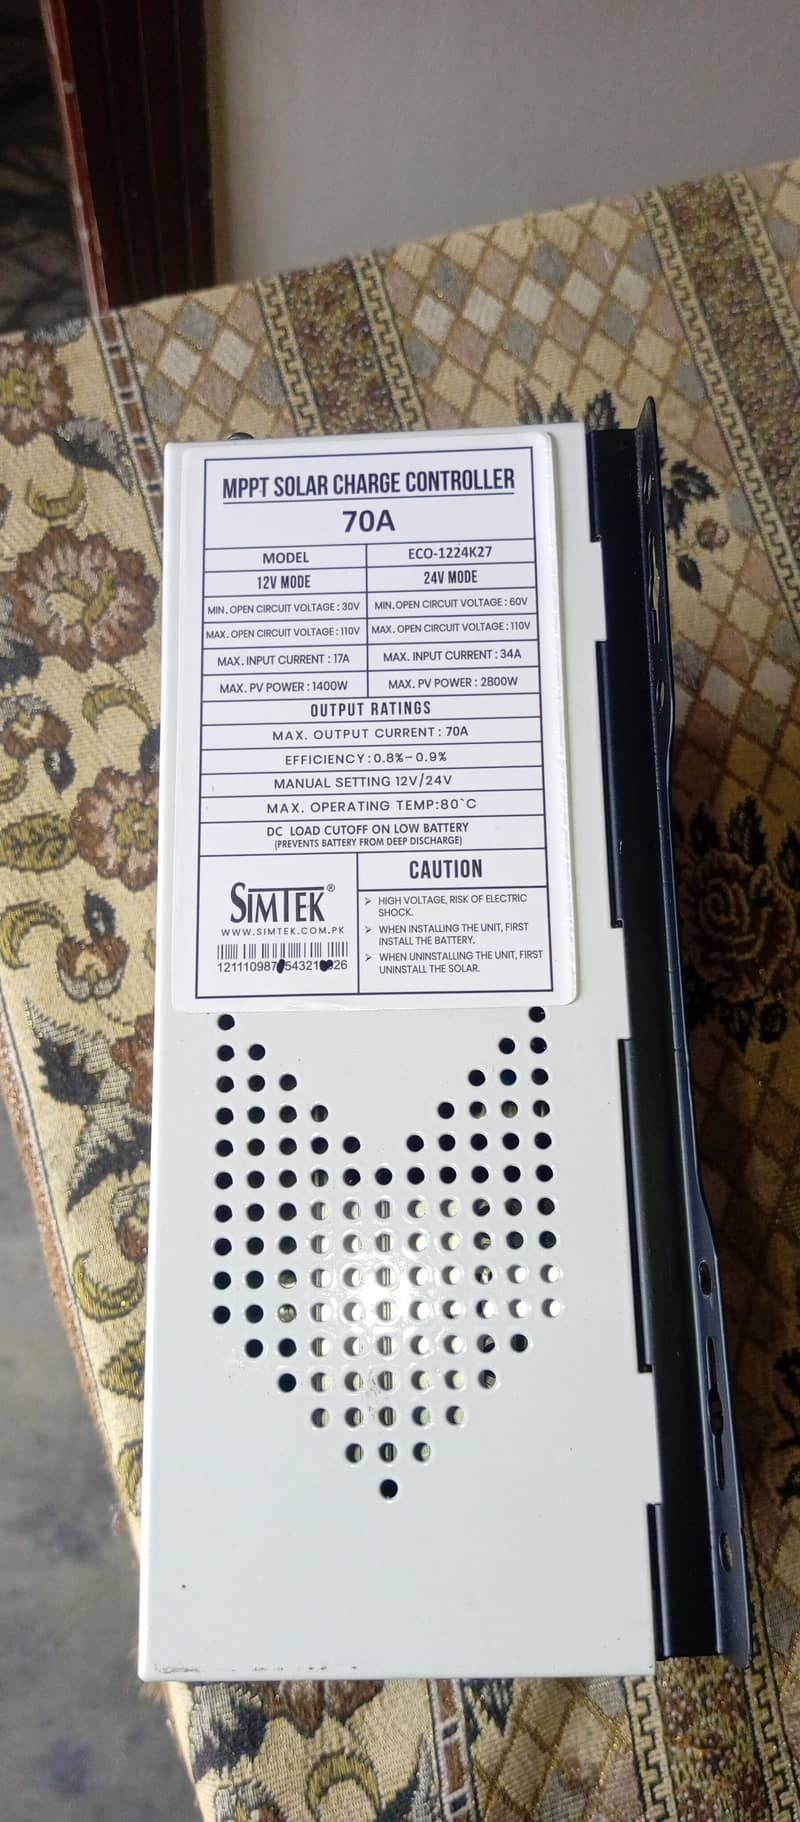 MPPT SOLAR CHARGE CONTROLLER
70A
MODEL ECO-1224K27
12V MODE 24V MODE
MIN. OPEN CIRCUIT VOLTAGE : 30V MIN. OPEN CIRCUIT VOLTAGE : 60V
MAX. OPEN CIRCUIT VOLTAGE : 110V MAX. OPEN CIRCUIT VOLTAGE : 110V
MAX. INPUT CURRENT : 17A MAX. INPUT CURRENT : 34A
MAX. PV POWER : 1400W MAX. PV POWER : 2800W
OUTPUT RATINGS
MAX. OUTPUT CURRENT : 70A
EFFICIENCY : 0.8% - 0.9%
MANUAL SETTING 12V/24V
MAX. OPERATING TEMP:80`C
DC LOAD CUTOFF ON LOW BATTERY
(PREVENTS BATTERY FROM DEEP DISCHARGE)
SIMTEK®
WWW.SIMTEK.COM.PK
CAUTION
➢ HIGH VOLTAGE, RISK OF ELECTRIC
SHOCK.
➢ WHEN INSTALLING THE UNIT, FIRST
INSTALL THE BATTERY.
➢ WHEN UNINSTALLING THE UNIT, FIRST
UNINSTALL THE SOLAR.